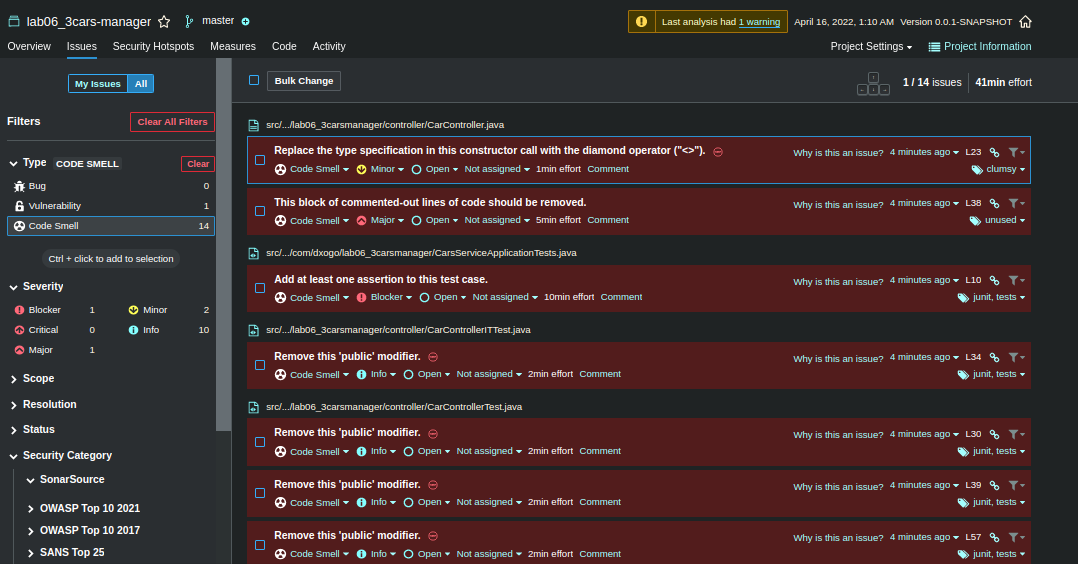 lab06_3cars-manager master Last analysis had 1 warning April 16, 2022, 1:10 AM Version 0.0.1-SNAPSHOT
Overview Issues Security Hotspots Measures Code Activity Project Settings Project Information
My Issues All
Bulk Change 1 / 14 issues 41min effort
Filters Clear All Filters
Type CODE SMELL Clear
Bug 0
Vulnerability 1
Code Smell 14
Ctrl + click to add to selection
Severity
Blocker 1 Minor 2
Critical 0 Info 10
Major 1
Scope
Resolution
Status
Security Category
SonarSource
OWASP Top 10 2021
OWASP Top 10 2017
SANS Top 25
src/.../lab06_3carsmanager/controller/CarController.java
Replace the type specification in this constructor call with the diamond operator ("<>"). Why is this an issue? 4 minutes ago L23
Code Smell Minor Open Not assigned 1min effort Comment clumsy
This block of commented-out lines of code should be removed. Why is this an issue? 4 minutes ago L38
Code Smell Major Open Not assigned 5min effort Comment unused
src/.../com/dxogo/lab06_3carsmanager/CarsServiceApplicationTests.java
Add at least one assertion to this test case. Why is this an issue? 4 minutes ago L10
Code Smell Blocker Open Not assigned 10min effort Comment junit, tests
src/.../lab06_3carsmanager/controller/CarControllerITTest.java
Remove this 'public' modifier. Why is this an issue? 4 minutes ago L34
Code Smell Info Open Not assigned 2min effort Comment junit, tests
src/.../lab06_3carsmanager/controller/CarControllerTest.java
Remove this 'public' modifier. Why is this an issue? 4 minutes ago L30
Code Smell Info Open Not assigned 2min effort Comment junit, tests
Remove this 'public' modifier. Why is this an issue? 4 minutes ago L39
Code Smell Info Open Not assigned 2min effort Comment junit, tests
Remove this 'public' modifier. Why is this an issue? 4 minutes ago L57
Code Smell Info Open Not assigned 2min effort Comment junit, tests